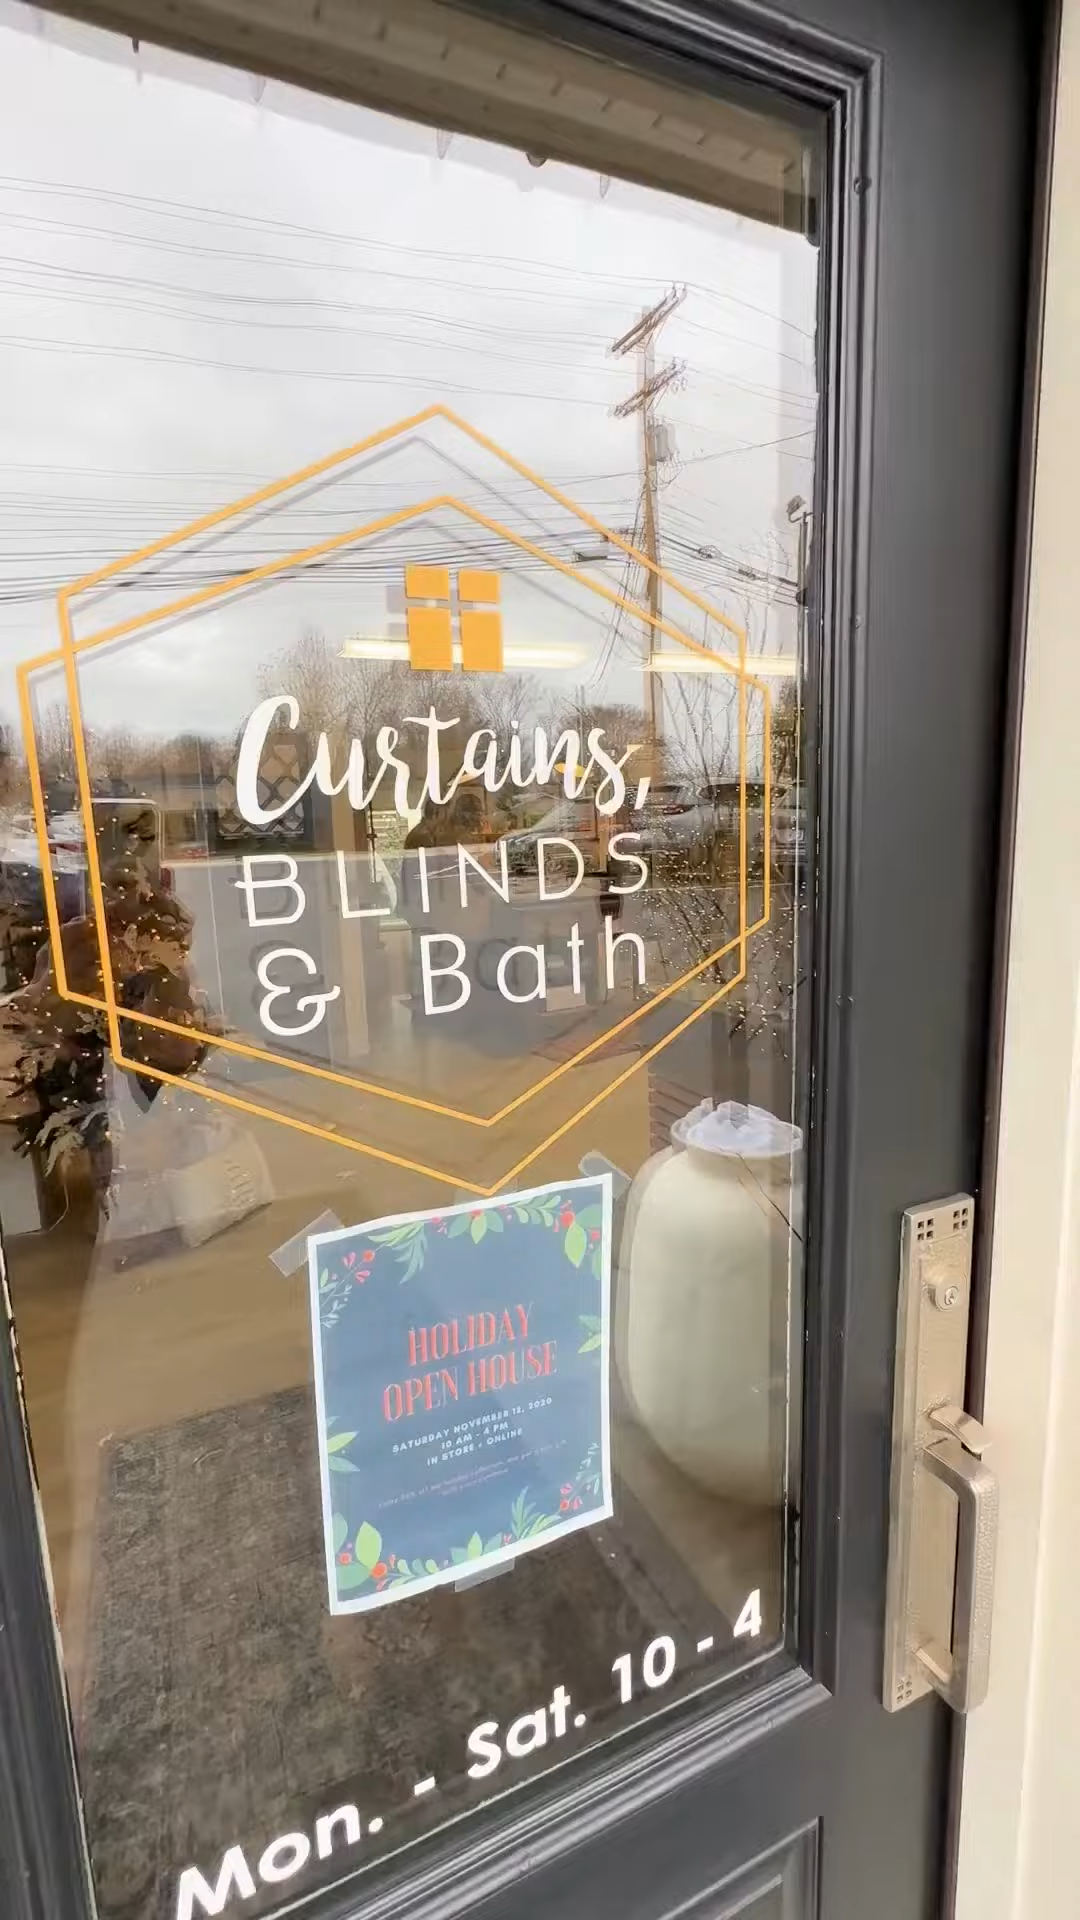 Curtains,
BLINDS
& Bath
HOLIDAY
OPEN HOUSE
SATURDAY NOVEMBER 12, 2020
10 AM - 4 PM
IN STORE + ONLINE
Mon. - Sat. 10 - 4